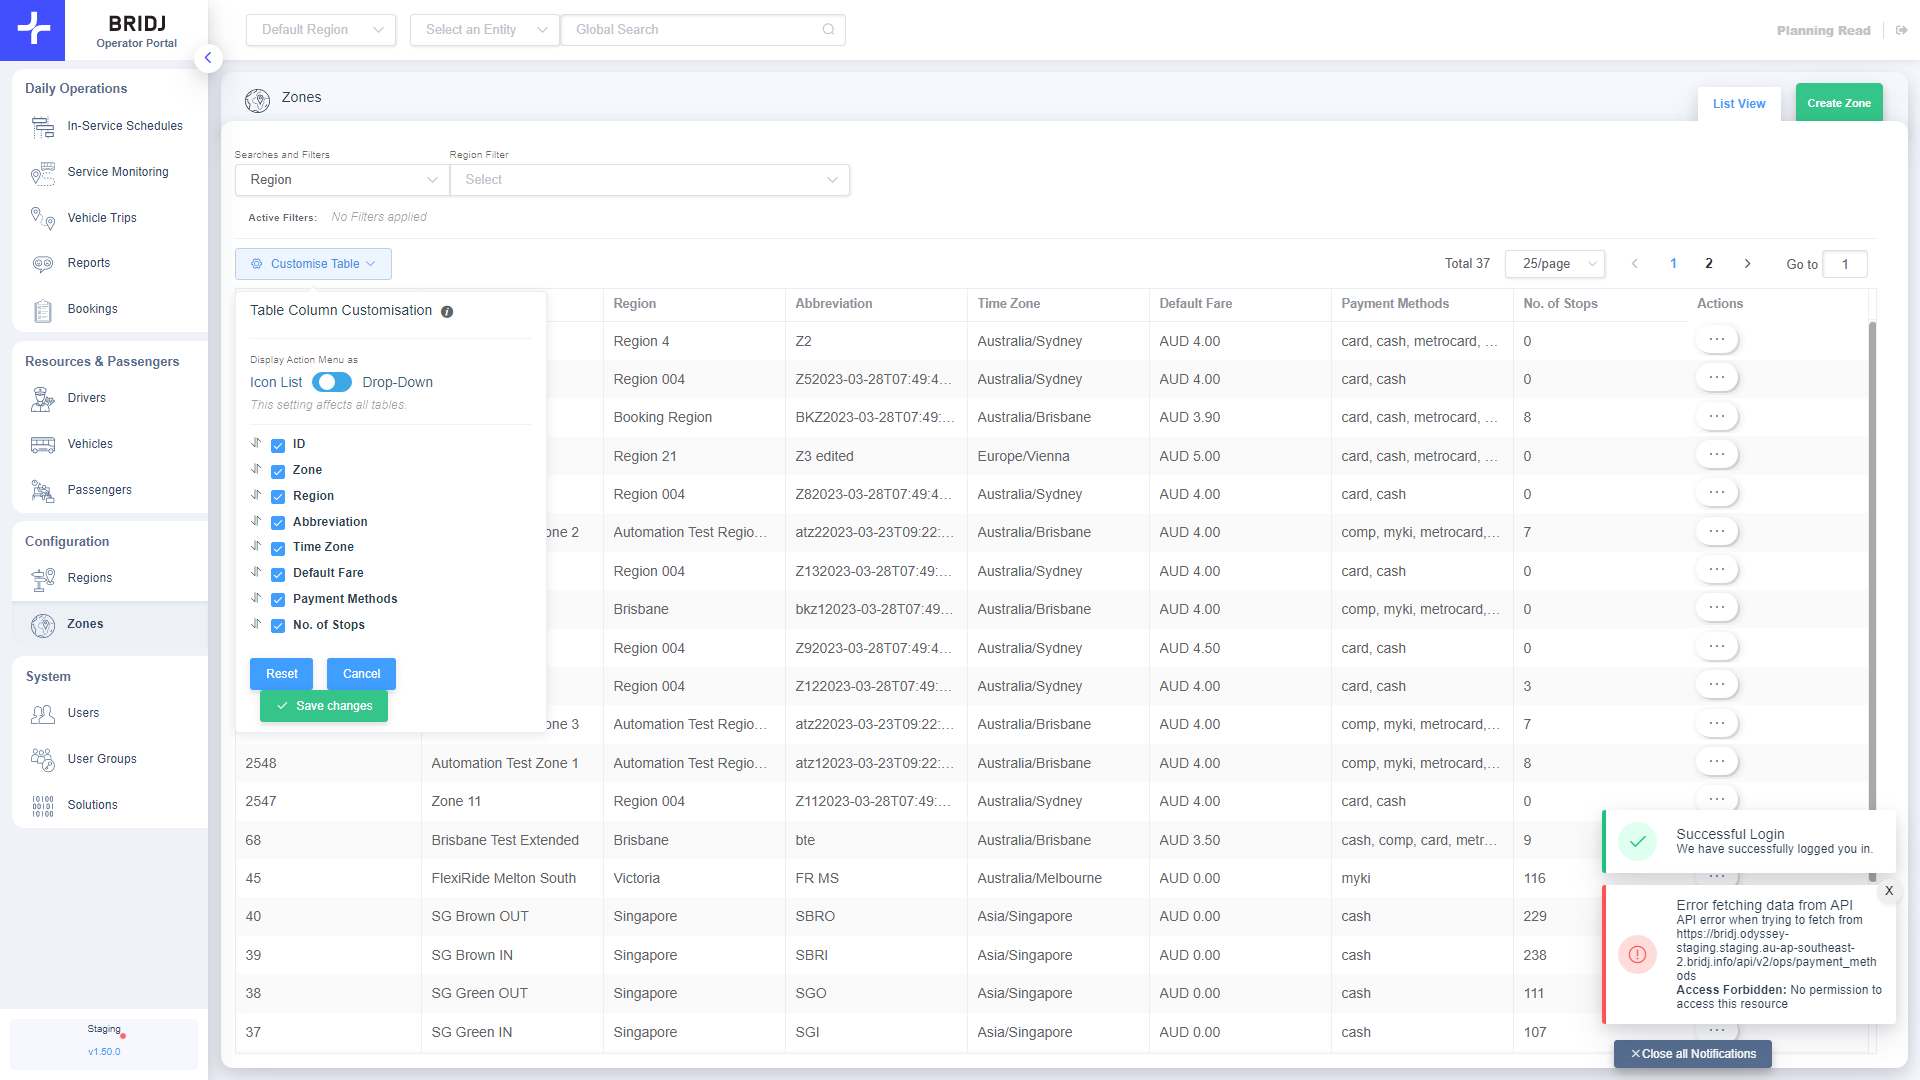 BRIDJ
Operator Portal
Default Region
Select an Entity
Global Search
Planning Read
Daily Operations
In-Service Schedules
Service Monitoring
Vehicle Trips
Reports
Bookings
Resources & Passengers
Drivers
Vehicles
Passengers
Configuration
Regions
Zones
System
Users
User Groups
Solutions
Staging
v1.50.0
Zones
List View
Create Zone
Searches and Filters
Region Filter
Region
Select
Active Filters: No Filters applied
Customise Table
Total 37 25/page 1 2 Go to 1
Table Column Customisation
Display Action Menu as
Icon List Drop-Down
This setting affects all tables.
ID
Zone
Region
Abbreviation
Time Zone
Default Fare
Payment Methods
No. of Stops
Reset Cancel
Save changes
Region Abbreviation Time Zone Default Fare Payment Methods No. of Stops Actions
Region 4 Z2 Australia/Sydney AUD 4.00 card, cash, metrocard, ... 0
Region 004 Z52023-03-28T07:49:4... Australia/Sydney AUD 4.00 card, cash 0
Booking Region BKZ2023-03-28T07:49:... Australia/Brisbane AUD 3.90 card, cash, metrocard, ... 8
Region 21 Z3 edited Europe/Vienna AUD 5.00 card, cash, metrocard, ... 0
Region 004 Z82023-03-28T07:49:4... Australia/Sydney AUD 4.00 card, cash 0
one 2 Automation Test Regio... atz22023-03-23T09:22:... Australia/Brisbane AUD 4.00 comp, myki, metrocard,... 7
Region 004 Z132023-03-28T07:49:... Australia/Sydney AUD 4.00 card, cash 0
Brisbane bkz12023-03-28T07:49... Australia/Brisbane AUD 4.00 comp, myki, metrocard,... 0
Region 004 Z92023-03-28T07:49:4... Australia/Sydney AUD 4.50 card, cash 0
Region 004 Z122023-03-28T07:49:... Australia/Sydney AUD 4.00 card, cash 3
one 3 Automation Test Regio... atz22023-03-23T09:22:... Australia/Brisbane AUD 4.00 comp, myki, metrocard,... 7
2548 Automation Test Zone 1 Automation Test Regio... atz12023-03-23T09:22:... Australia/Brisbane AUD 4.00 comp, myki, metrocard,... 8
2547 Zone 11 Region 004 Z112023-03-28T07:49:... Australia/Sydney AUD 4.00 card, cash 0
68 Brisbane Test Extended Brisbane bte Australia/Brisbane AUD 3.50 cash, comp, card, metr... 9
45 FlexiRide Melton South Victoria FR MS Australia/Melbourne AUD 0.00 myki 116
40 SG Brown OUT Singapore SBRO Asia/Singapore AUD 0.00 cash 229
39 SG Brown IN Singapore SBRI Asia/Singapore AUD 0.00 cash 238
38 SG Green OUT Singapore SGO Asia/Singapore AUD 0.00 cash 111
37 SG Green IN Singapore SGI Asia/Singapore AUD 0.00 cash 107
Successful Login
We have successfully logged you in.
X
Error fetching data from API
API error when trying to fetch from
https://bridj.odyssey-
staging.staging.au-ap-southeast-
2.bridj.info/api/v2/ops/payment_meth
ods
Access Forbidden: No permission to
access this resource
Close all Notifications